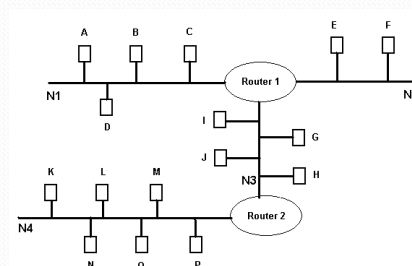 A B C E F
Router 1
N1 N
D
I
G
J
N3 H
K L M
Router 2
N4
N O P